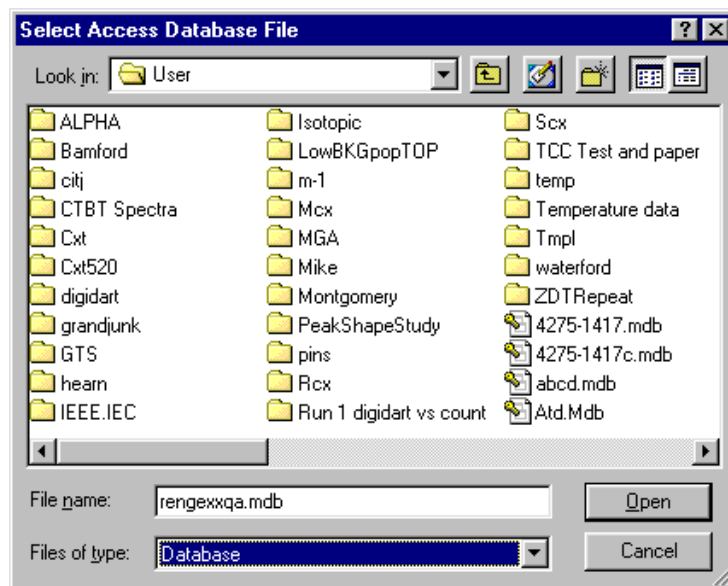 Select Access Database File
Look in: User
ALPHA Isotopic Scx
Bamford LowBKGpopTOP TCC Test and paper
citj m-1 temp
CTBT Spectra Mcx Temperature data
Cxt MGA Tmpl
Cxt520 Mike waterford
digidart Montgomery ZDTRepeat
grandjunk PeakShapeStudy 4275-1417.mdb
GTS pins 4275-1417c.mdb
hearn Rcx abcd.mdb
IEEE.IEC Run 1 digidart vs count Atd.Mdb
File name: rengexxqa.mdb Open
Files of type: Database Cancel